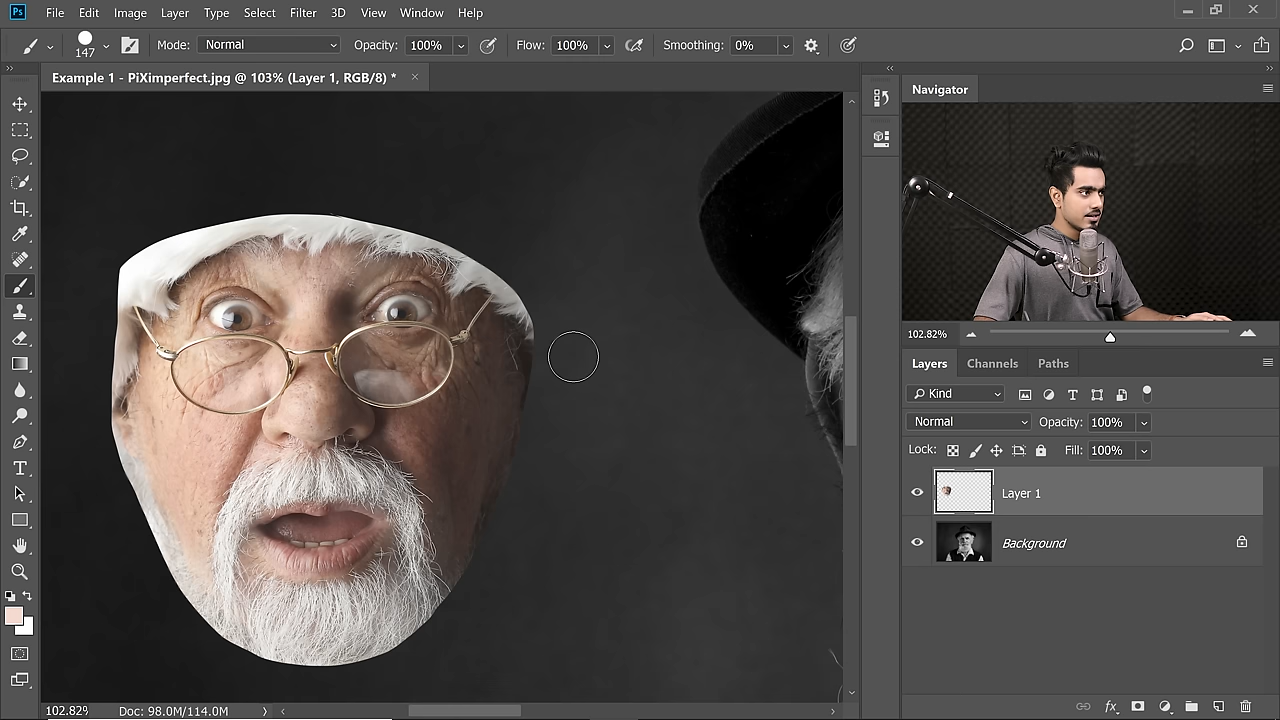 Ps File Edit Image Layer Type Select Filter 3D View Window Help
147 Mode: Normal Opacity: 100% Flow: 100% Smoothing: 0%
Example 1 - PiXimperfect.jpg @ 103% (Layer 1, RGB/8) *
Navigator
102.82%
Layers Channels Paths
Kind
Normal Opacity: 100%
Lock: Fill: 100%
Layer 1
Background
102.82% Doc: 98.0M/114.0M